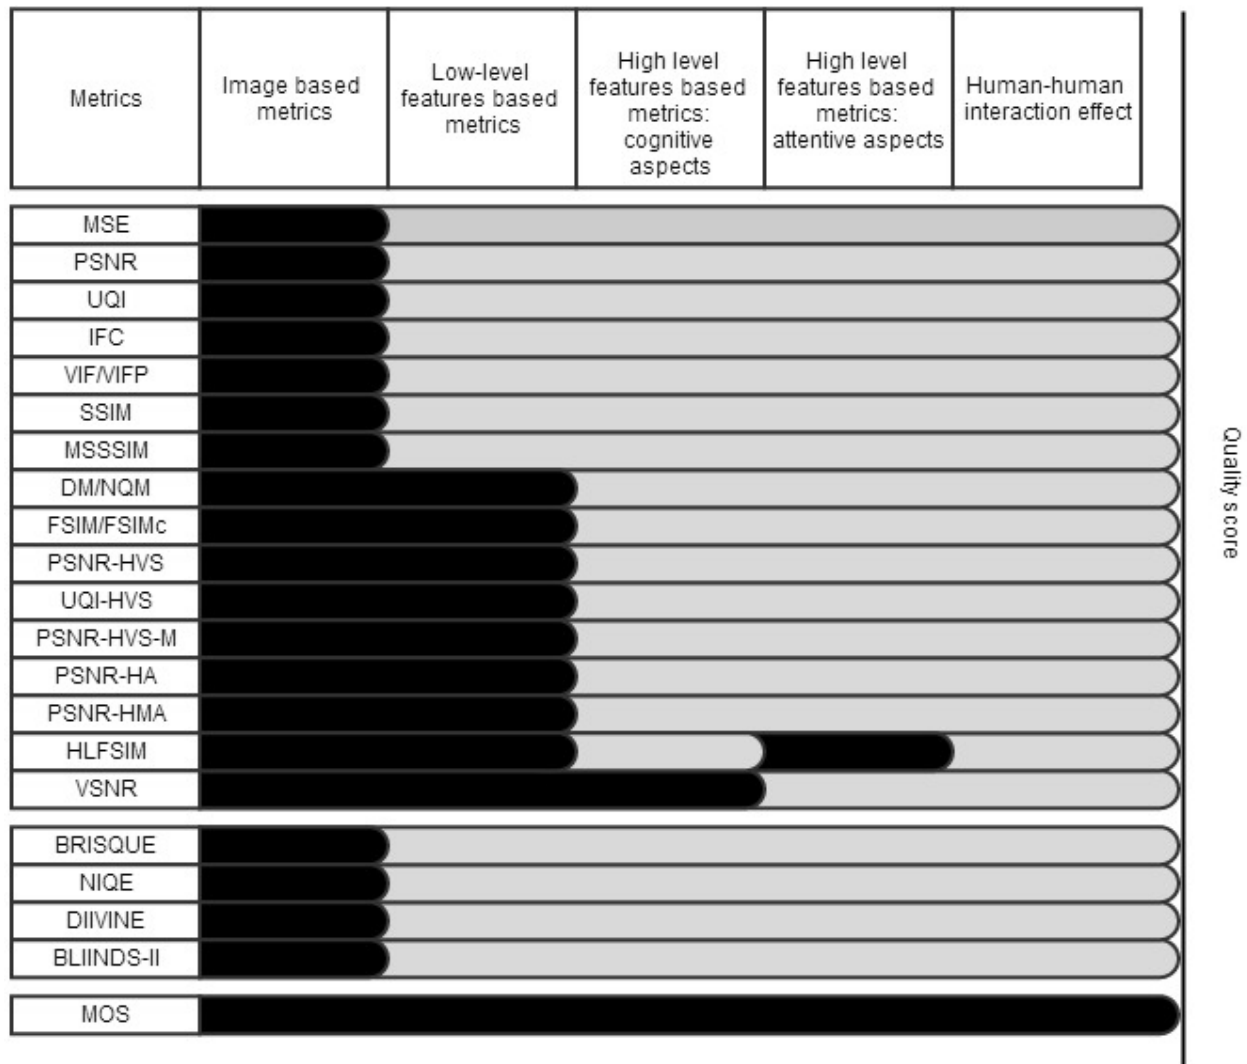 Metrics
Image based
metrics
Low-level
features based
metrics
High level
features based
metrics:
cognitive
aspects
High level
features based
metrics:
attentive aspects
Human-human
interaction effect
MSE
PSNR
UQI
IFC
VIF/VIFP
SSIM
MSSSIM
DM/NQM
FSIM/FSIMc
PSNR-HVS
UQI-HVS
PSNR-HVS-M
PSNR-HA
PSNR-HMA
HLFSIM
VSNR
BRISQUE
NIQE
DIIVINE
BLIINDS-II
MOS
Quality score